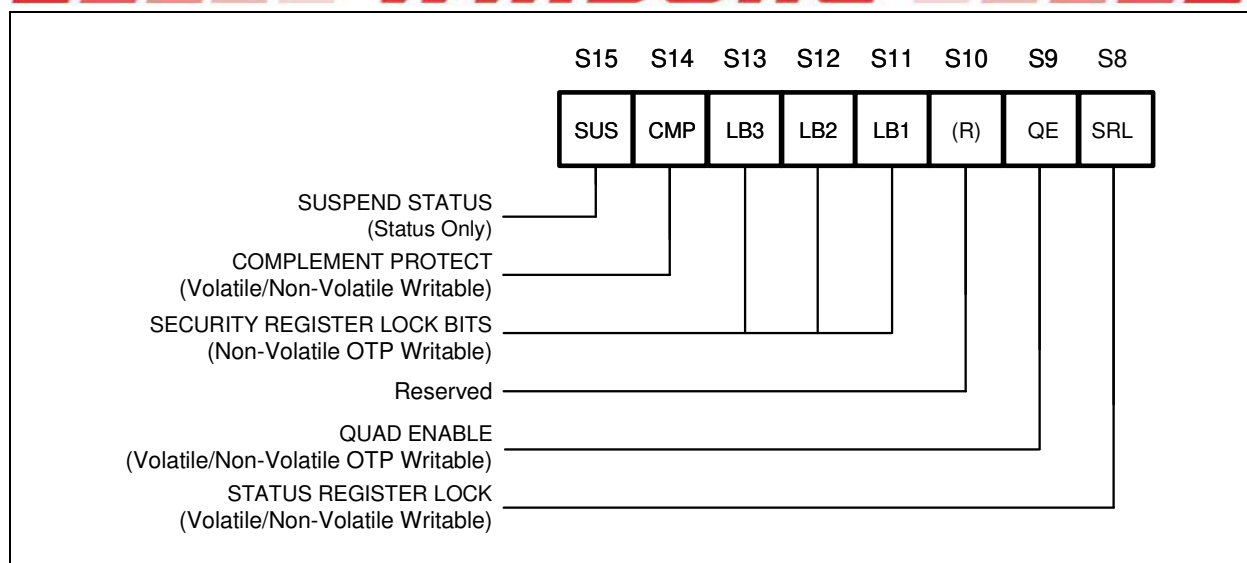 S15 S14 S13 S12 S11 S10 S9 S8
SUS CMP LB3 LB2 LB1 (R) QE SRL
SUSPEND STATUS
(Status Only)
COMPLEMENT PROTECT
(Volatile/Non-Volatile Writable)
SECURITY REGISTER LOCK BITS
(Non-Volatile OTP Writable)
Reserved
QUAD ENABLE
(Volatile/Non-Volatile OTP Writable)
STATUS REGISTER LOCK
(Volatile/Non-Volatile Writable)